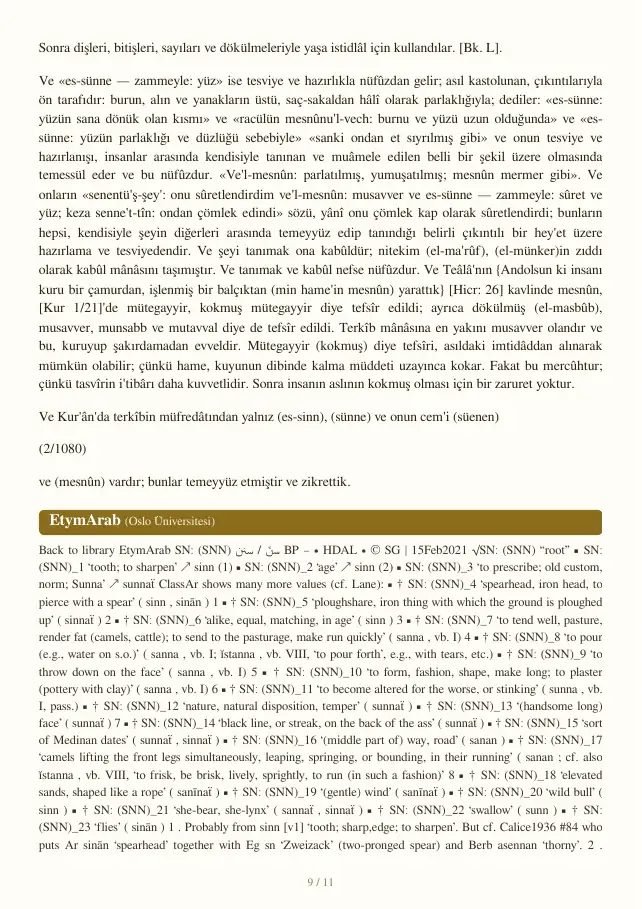 Sonra dişleri, bitişleri, sayıları ve dökülmeleriyle yaşa istidlâl için kullandılar. [Bk. L].
Ve «es-sünne — zammeyle: yüz» ise tesviye ve hazırlıkla nüfûzdan gelir; asıl kastolunan, çıkıntılarıyla
ön tarafıdır: burun, alın ve yanakların üstü, saç-sakaldan hâlî olarak parlaklığıyla; dediler: «es-sünne:
yüzün sana dönük olan kısmı» ve «racülün mesnûnu'l-vech: burnu ve yüzü uzun olduğunda» ve «es-
sünne: yüzün parlaklığı ve düzlüğü sebebiyle» «sanki ondan et sıyrılmış gibi» ve onun tesviye ve
hazırlanışı, insanlar arasında kendisiyle tanınan ve muâmele edilen belli bir şekil üzere olmasında
temessül eder ve bu nüfûzdur. «Ve'l-mesnûn: parlatılmış, yumuşatılmış; mesnûn mermer gibi». Ve
onların «senentü'ş-şey': onu sûretlendirdim ve'l-mesnûn: musavver ve es-sünne — zammeyle: sûret ve
yüz; keza senne't-tîn: ondan çömlek edindi» sözü, yânî onu çömlek kap olarak sûretlendirdi; bunların
hepsi, kendisiyle şeyin diğerleri arasında temeyyüz edip tanındığı belirli çıkıntılı bir hey'et üzere
hazırlama ve tesviyedendir. Ve şeyi tanımak ona kabûldür; nitekim (el-ma'rûf), (el-münker)in zıddı
olarak kabûl mânâsını taşımıştır. Ve tanımak ve kabûl nefse nüfûzdur. Ve Teâlâ'nın {Andolsun ki insanı
kuru bir çamurdan, işlenmiş bir balçıktan (min hame'in mesnûn) yarattık} [Hicr: 26] kavlinde mesnûn,
[Kur 1/21]'de mütegayyir, kokmuş mütegayyir diye tefsîr edildi; ayrıca dökülmüş (el-masbûb),
musavver, munsabb ve mutavval diye de tefsîr edildi. Terkîb mânâsına en yakını musavver olandır ve
bu, kuruyup şakırdamadan evveldir. Mütegayyir (kokmuş) diye tefsîri, asıldaki imtidâddan alınarak
mümkün olabilir; çünkü hame, kuyunun dibinde kalma müddeti uzayınca kokar. Fakat bu mercûhtur;
çünkü tasvîrin i'tibârı daha kuvvetlidir. Sonra insanın aslının kokmuş olması için bir zaruret yoktur.
Ve Kur'ân'da terkîbin müfredâtından yalnız (es-sinn), (sünne) ve onun cem'i (süenen)
(2/1080)
ve (mesnûn) vardır; bunlar temeyyüz etmiştir ve zikrettik.
EtymArab (Oslo Üniversitesi)
Back to library EtymArab SN: (SNN) سنّ / سنن BP – • HDAL • © SG | 15Feb2021 √SN: (SNN) “root” ▪ SN:
(SNN)_1 ‘tooth; to sharpen’ ↗ sinn (1) ▪ SN: (SNN)_2 ‘age’ ↗ sinn (2) ▪ SN: (SNN)_3 ‘to prescribe; old custom,
norm; Sunna’ ↗ sunnaẗ ClassAr shows many more values (cf. Lane): ▪ † SN: (SNN)_4 ‘spearhead, iron head, to
pierce with a spear’ ( sinn , sinān ) 1 ▪ † SN: (SNN)_5 ‘ploughshare, iron thing with which the ground is ploughed
up’ ( sinnaẗ ) 2 ▪ † SN: (SNN)_6 ‘alike, equal, matching, in age’ ( sinn ) 3 ▪ † SN: (SNN)_7 ‘to tend well, pasture,
render fat (camels, cattle); to send to the pasturage, make run quickly’ ( sanna , vb. I) 4 ▪ † SN: (SNN)_8 ‘to pour
(e.g., water on s.o.)’ ( sanna , vb. I; ĭstanna , vb. VIII, ‘to pour forth’, e.g., with tears, etc.) ▪ † SN: (SNN)_9 ‘to
throw down on the face’ ( sanna , vb. I) 5 ▪ † SN: (SNN)_10 ‘to form, fashion, shape, make long; to plaster
(pottery with clay)’ ( sanna , vb. I) 6 ▪ † SN: (SNN)_11 ‘to become altered for the worse, or stinking’ ( sunna , vb.
I, pass.) ▪ † SN: (SNN)_12 ‘nature, natural disposition, temper’ ( sunnaẗ ) ▪ † SN: (SNN)_13 ‘(handsome long)
face’ ( sunnaẗ ) 7 ▪ † SN: (SNN)_14 ‘black line, or streak, on the back of the ass’ ( sunnaẗ ) ▪ † SN: (SNN)_15 ‘sort
of Medinan dates’ ( sunnaẗ , sinnaẗ ) ▪ † SN: (SNN)_16 ‘(middle part of) way, road’ ( sanan ) ▪ † SN: (SNN)_17
‘camels lifting the front legs simultaneously, leaping, springing, or bounding, in their running’ ( sanan ; cf. also
ĭstanna , vb. VIII, ‘to frisk, be brisk, lively, sprightly, to run (in such a fashion)’ 8 ▪ † SN: (SNN)_18 ‘elevated
sands, shaped like a rope’ ( sanīnaẗ ) ▪ † SN: (SNN)_19 ‘(gentle) wind’ ( sanīnaẗ ) ▪ † SN: (SNN)_20 ‘wild bull’ (
sinn ) ▪ † SN: (SNN)_21 ‘she-bear, she-lynx’ ( sannaẗ , sinnaẗ ) ▪ † SN: (SNN)_22 ‘swallow’ ( sunn ) ▪ † SN:
(SNN)_23 ‘flies’ ( sinān ) 1 . Probably from sinn [v1] ‘tooth; sharp,edge; to sharpen’. But cf. Calice1936 #84 who
puts Ar sinān ‘spearhead’ together with Eg sn ‘Zweizack’ (two-pronged spear) and Berb asennan ‘thorny’. 2 .
9 / 11